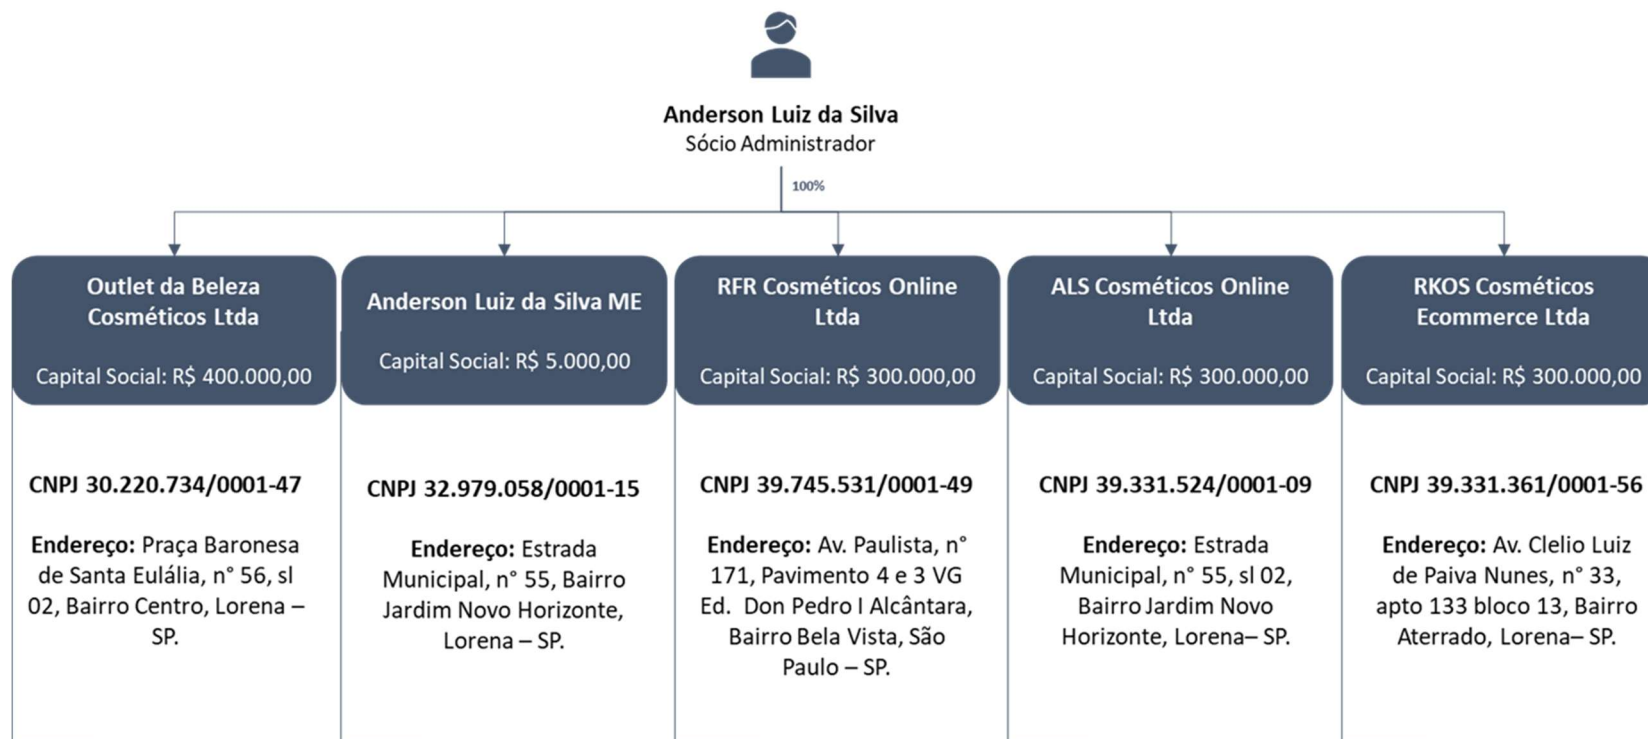 Anderson Luiz da Silva
Sócio Administrador
100%
Outlet da Beleza
Cosméticos Ltda
Capital Social: R$ 400.000,00
CNPJ 30.220.734/0001-47
Endereço: Praça Baronesa
de Santa Eulália, n° 56, sl
02, Bairro Centro, Lorena –
SP.
Anderson Luiz da Silva ME
Capital Social: R$ 5.000,00
CNPJ 32.979.058/0001-15
Endereço: Estrada
Municipal, n° 55, Bairro
Jardim Novo Horizonte,
Lorena – SP.
RFR Cosméticos Online
Ltda
Capital Social: R$ 300.000,00
CNPJ 39.745.531/0001-49
Endereço: Av. Paulista, n°
171, Pavimento 4 e 3 VG
Ed. Don Pedro I Alcântara,
Bairro Bela Vista, São
Paulo – SP.
ALS Cosméticos Online
Ltda
Capital Social: R$ 300.000,00
CNPJ 39.331.524/0001-09
Endereço: Estrada
Municipal, n° 55, sl 02,
Bairro Jardim Novo
Horizonte, Lorena– SP.
RKOS Cosméticos
Ecommerce Ltda
Capital Social: R$ 300.000,00
CNPJ 39.331.361/0001-56
Endereço: Av. Clelio Luiz
de Paiva Nunes, n° 33,
apto 133 bloco 13, Bairro
Aterrado, Lorena– SP.